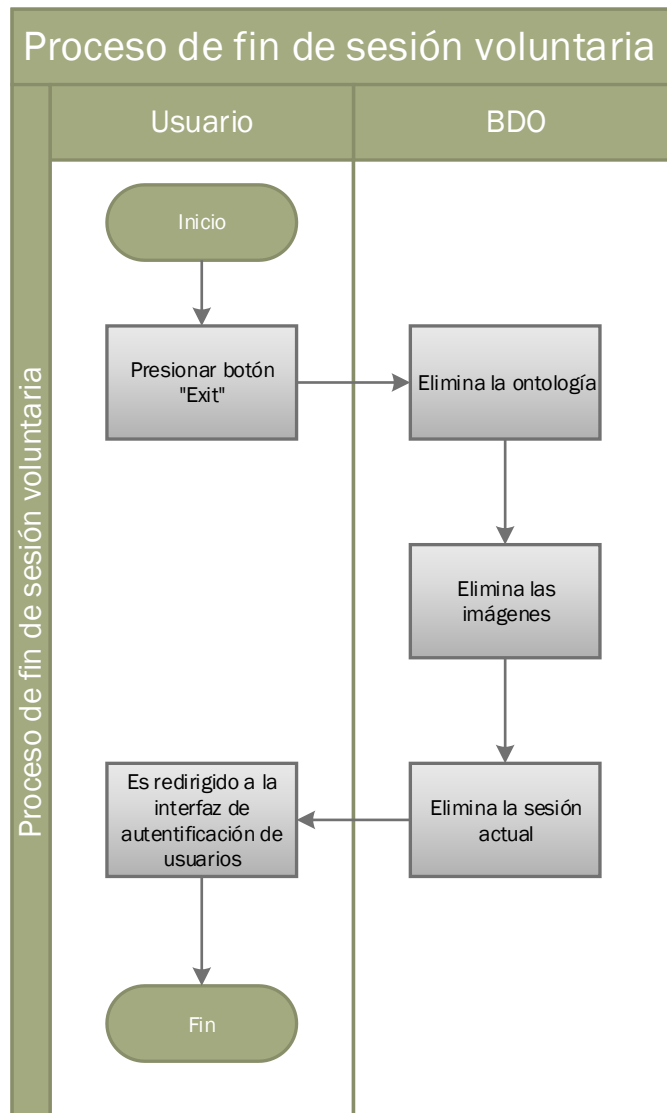 Proceso de fin de sesión voluntaria
Proceso de fin de sesión voluntaria
Usuario
BDO
Inicio
Presionar botón
"Exit"
Elimina la ontología
Elimina las
imágenes
Es redirigido a la
interfaz de
autentificación de
usuarios
Elimina la sesión
actual
Fin